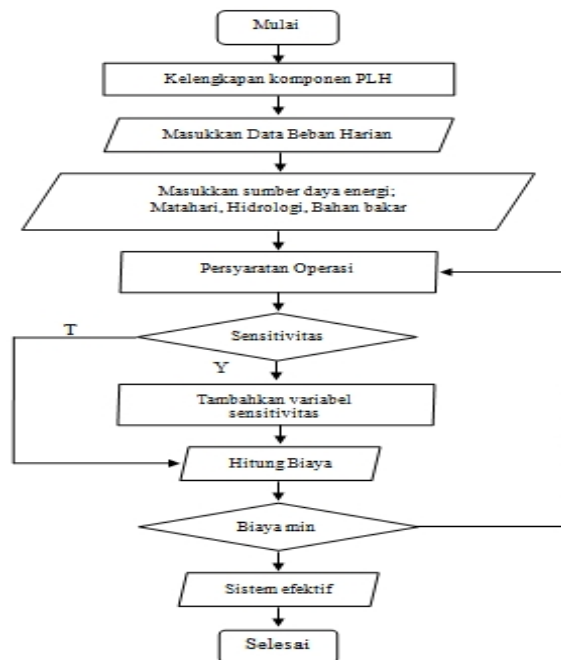 Mulai
Kelengkapan komponen PLH
Masukkan Data Beban Harian
Masukkan sumber daya energi;
Matahari, Hidrologi, Bahan bakar
Persyaratan Operasi
T
Sensitivitas
Y
Tambahkan variabel
sensitivitas
Hitung Biaya
Biaya min
Sistem efektif
Selesai